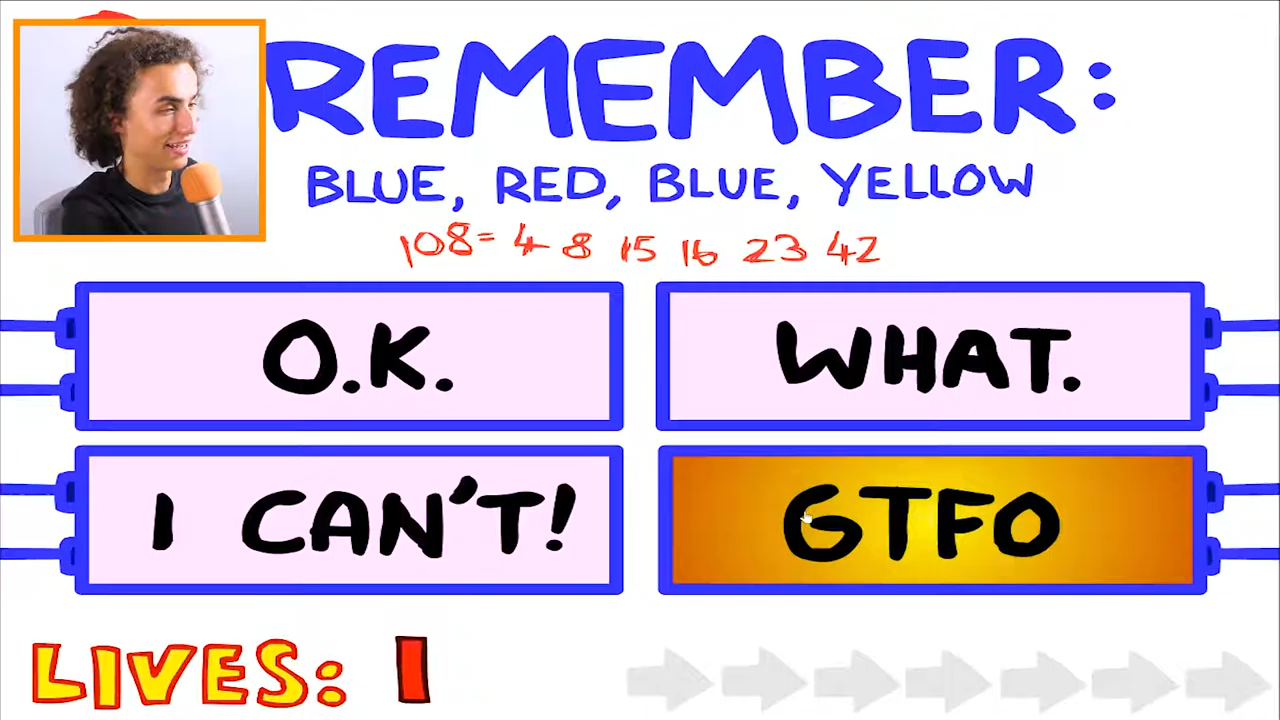 REMEMBER:
BLUE, RED, BLUE, YELLOW
108= 4 8 15 16 23 42
O.K.
WHAT.
I CAN'T!
GTFO
LIVES: 1